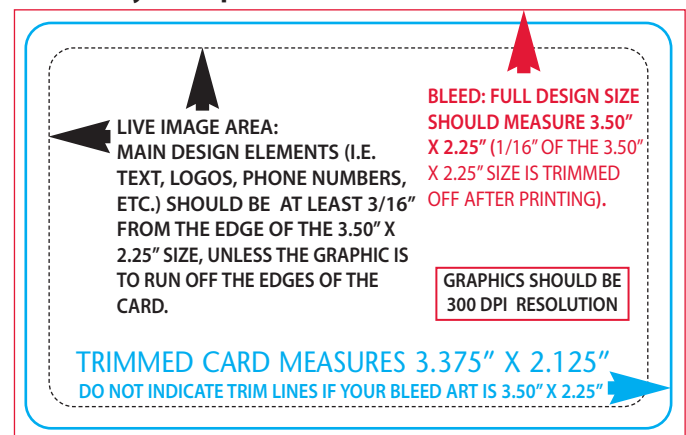 LIVE IMAGE AREA:
MAIN DESIGN ELEMENTS (I.E.
TEXT, LOGOS, PHONE NUMBERS,
ETC.) SHOULD BE  AT LEAST 3/16"
FROM THE EDGE OF THE 3.50" X
2.25" SIZE, UNLESS THE GRAPHIC IS
TO RUN OFF THE EDGES OF THE
CARD.
BLEED: FULL DESIGN SIZE
SHOULD MEASURE 3.50"
X 2.25" (1/16" OF THE 3.50"
X 2.25" SIZE IS TRIMMED
OFF AFTER PRINTING).
GRAPHICS SHOULD BE
300 DPI  RESOLUTION
TRIMMED CARD MEASURES 3.375" X 2.125"
DO NOT INDICATE TRIM LINES IF YOUR BLEED ART IS 3.50" X 2.25"